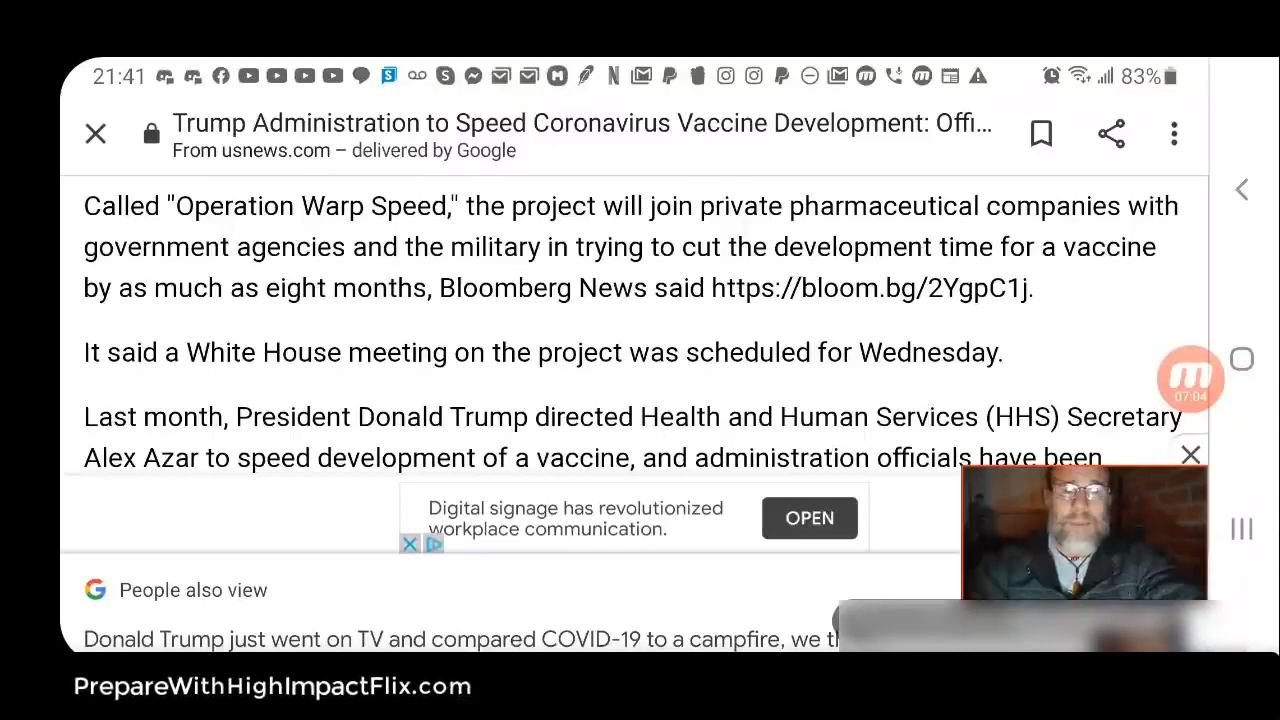 21:41
83%
Trump Administration to Speed Coronavirus Vaccine Development: Offi...
From usnews.com – delivered by Google
Called "Operation Warp Speed," the project will join private pharmaceutical companies with
government agencies and the military in trying to cut the development time for a vaccine
by as much as eight months, Bloomberg News said https://bloom.bg/2YgpC1j.
It said a White House meeting on the project was scheduled for Wednesday.
07:04
Last month, President Donald Trump directed Health and Human Services (HHS) Secretary
Alex Azar to speed development of a vaccine, and administration officials have been
Digital signage has revolutionized
workplace communication.
OPEN
People also view
Donald Trump just went on TV and compared COVID-19 to a campfire, we
PrepareWithHighImpactFlix.com